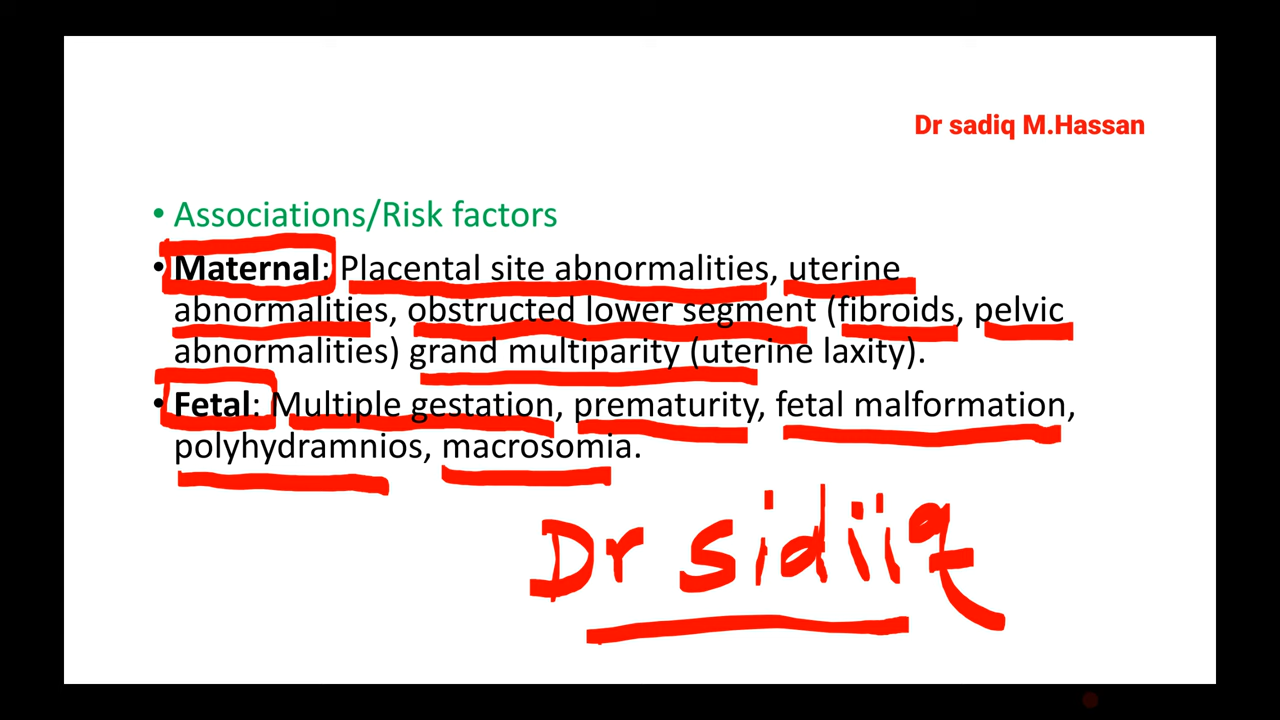 Dr sadiq M.Hassan
• Associations/Risk factors
• Maternal: Placental site abnormalities, uterine
abnormalities, obstructed lower segment (fibroids, pelvic
abnormalities) grand multiparity (uterine laxity).
• Fetal: Multiple gestation, prematurity, fetal malformation,
polyhydramnios, macrosomia.
Dr sidiiq